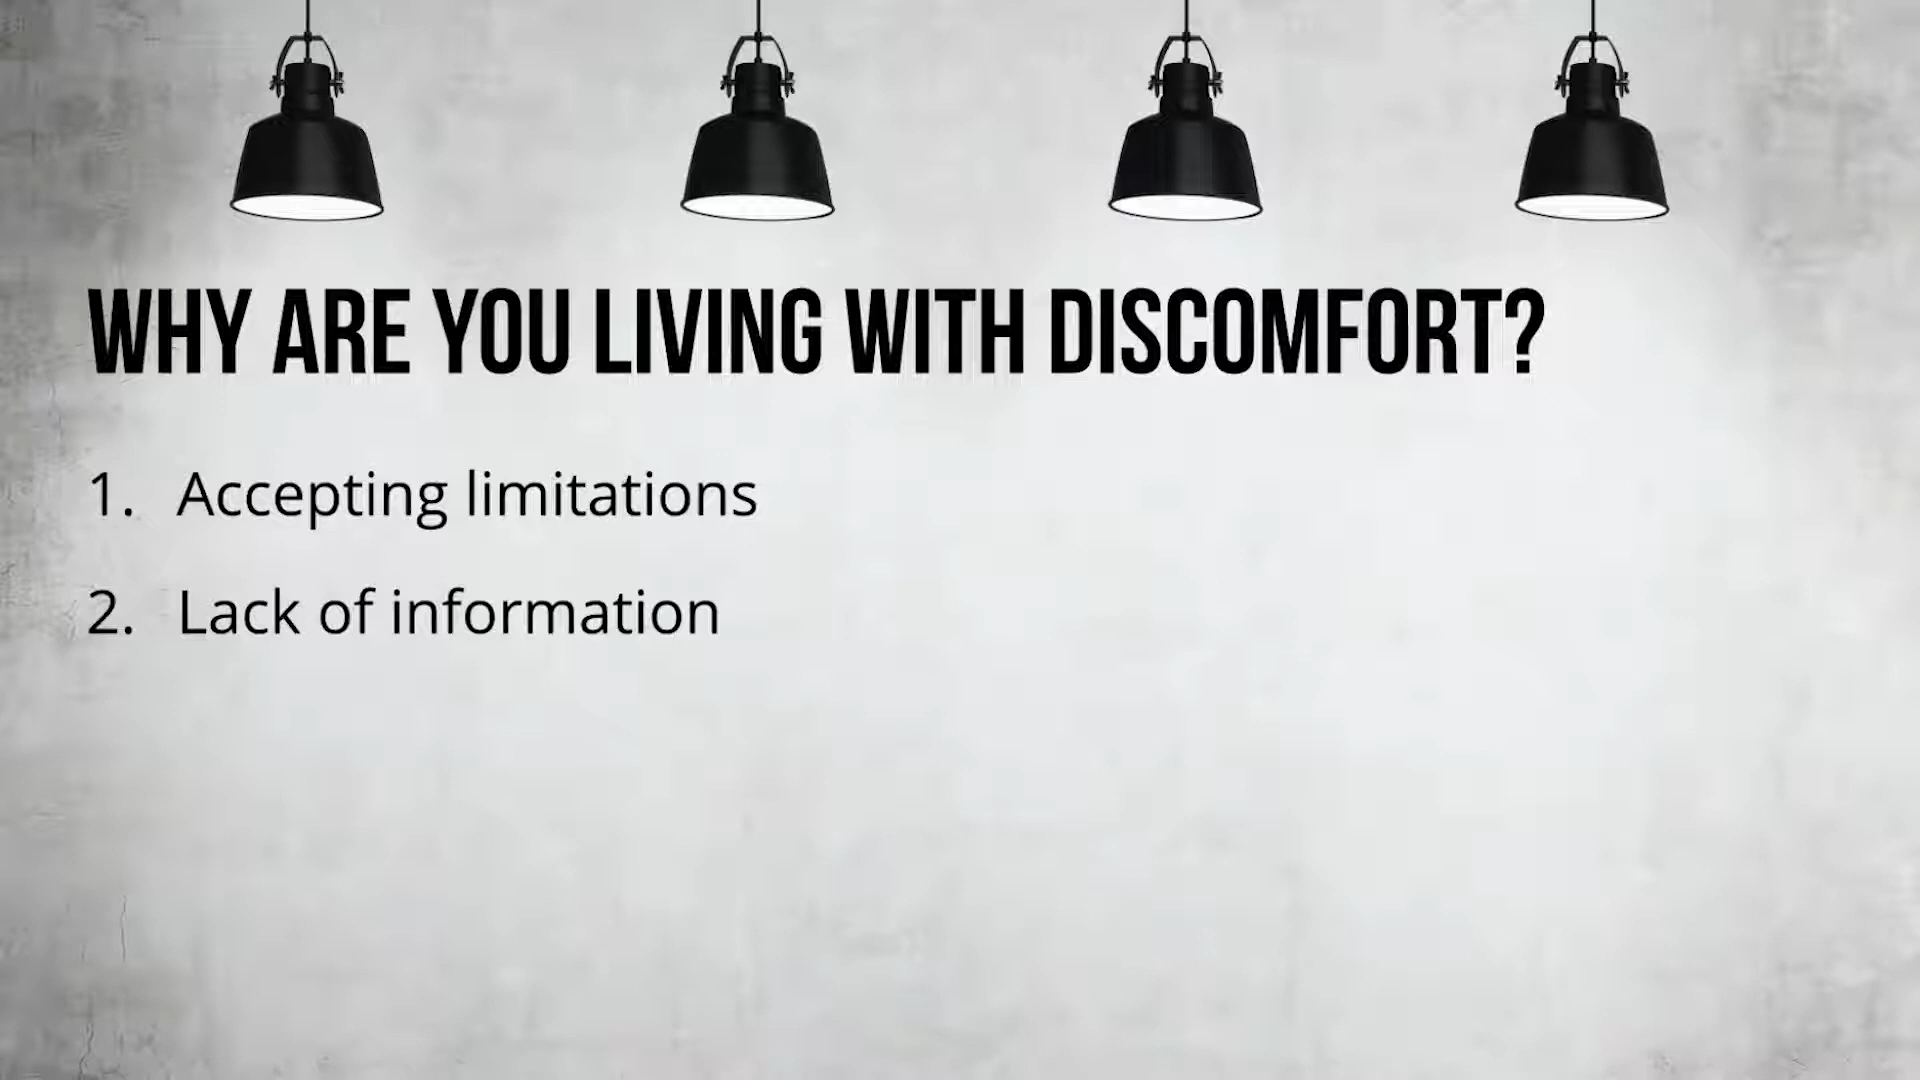 WHY ARE YOU LIVING WITH DISCOMFORT?
1. Accepting limitations
2. Lack of information